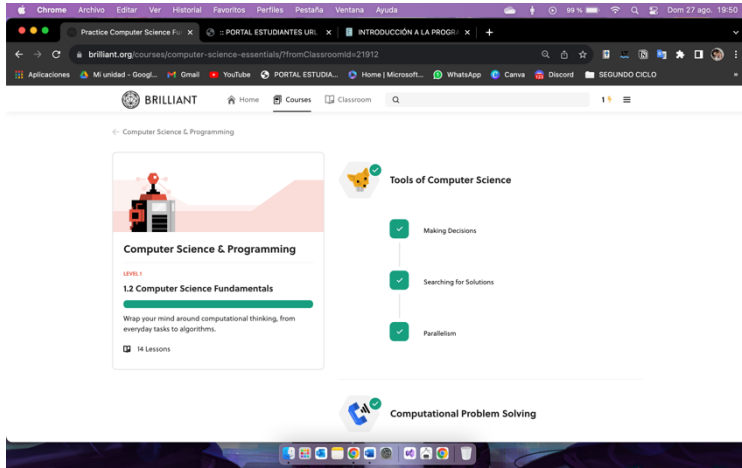 Chrome Archivo Editar Ver Historial Favoritos Perfiles Pestaña Ventana Ayuda 99 % Dom 27 ago. 19:50
Practice Computer Science Fun :: PORTAL ESTUDIANTES URL INTRODUCCIÓN A LA PROGRA
brilliant.org/courses/computer-science-essentials/?fromClassroomId=21912
Aplicaciones Mi unidad - Googl... Gmail YouTube PORTAL ESTUDIA... Home | Microsoft... WhatsApp Canva Discord SEGUNDO CICLO »
BRILLIANT Home Courses Classroom 1
← Computer Science & Programming
Tools of Computer Science
Making Decisions
Computer Science & Programming
LEVEL 1
1.2 Computer Science Fundamentals
Searching for Solutions
Wrap your mind around computational thinking, from
everyday tasks to algorithms.
Parallelism
14 Lessons
Computational Problem Solving